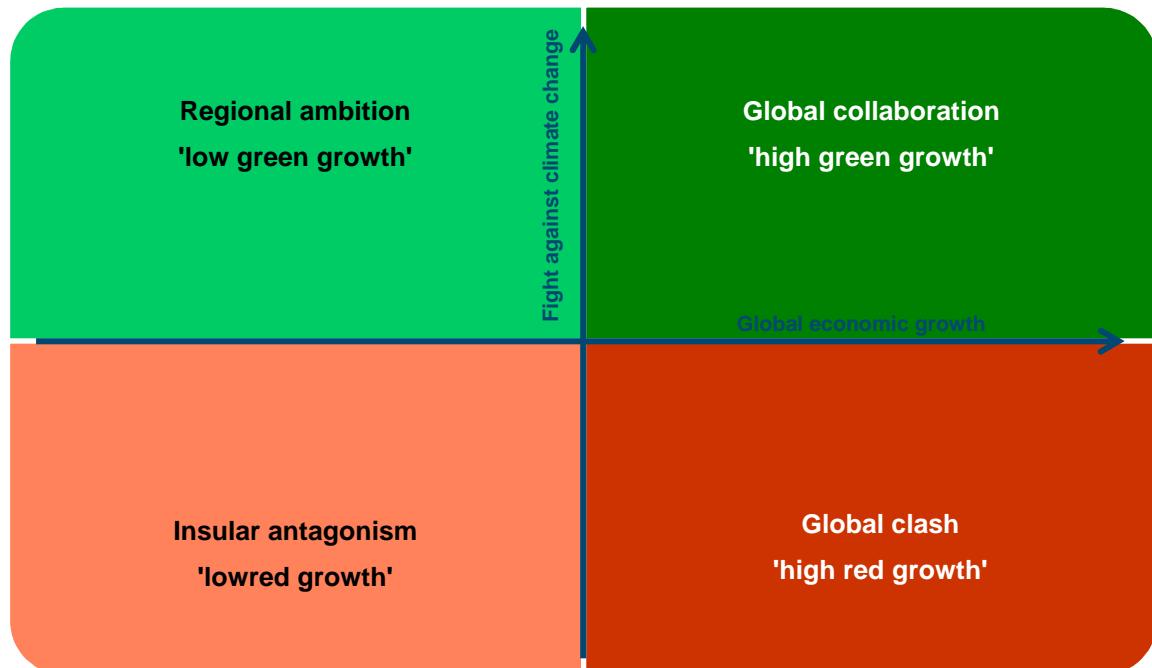 Regional ambition
'low green growth'
Fight against climate change
Global collaboration
'high green growth'
Global economic growth
Insular antagonism
'lowred growth'
Global clash
'high red growth'